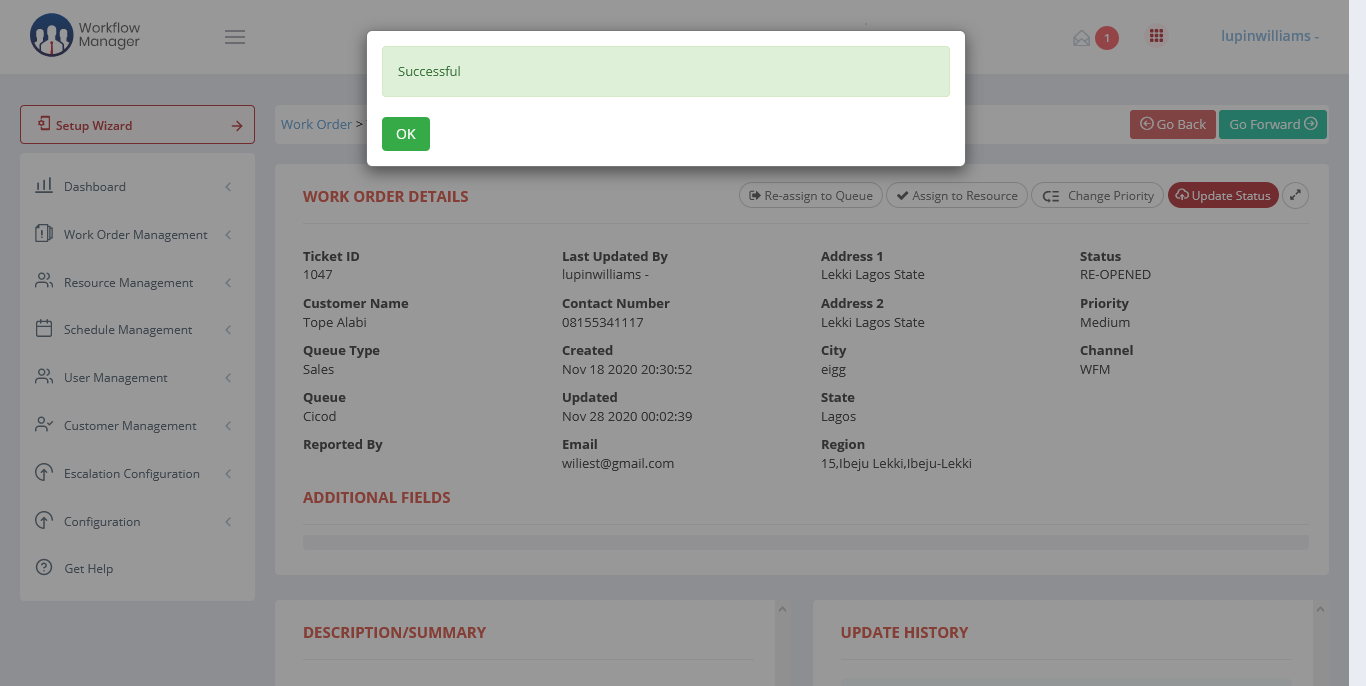 Workflow
Manager
1
lupinwilliams -
Successful
OK
Setup Wizard
Work Order >
Go Back
Go Forward
Dashboard
Work Order Management
Resource Management
Schedule Management
User Management
Customer Management
Escalation Configuration
Configuration
Get Help
WORK ORDER DETAILS
Re-assign to Queue
Assign to Resource
Change Priority
Update Status
Ticket ID
1047
Last Updated By
lupinwilliams -
Address 1
Lekki Lagos State
Status
RE-OPENED
Customer Name
Tope Alabi
Contact Number
08155341117
Address 2
Lekki Lagos State
Priority
Medium
Queue Type
Sales
Created
Nov 18 2020 20:30:52
City
eigg
Channel
WFM
Queue
Cicod
Updated
Nov 28 2020 00:02:39
State
Lagos
Reported By
Email
wiliest@gmail.com
Region
15,Ibeju Lekki,Ibeju-Lekki
ADDITIONAL FIELDS
DESCRIPTION/SUMMARY
UPDATE HISTORY